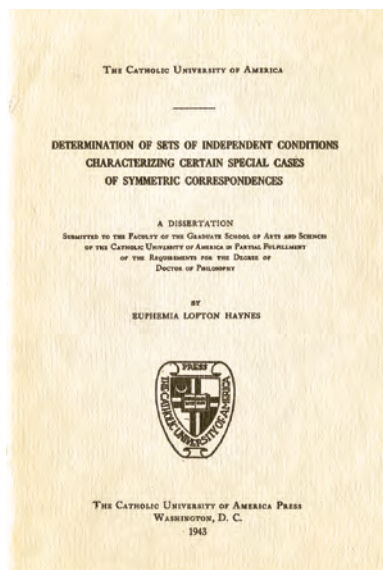 THE CATHOLIC UNIVERSITY OF AMERICA
DETERMINATION OF SETS OF INDEPENDENT CONDITIONS
CHARACTERIZING CERTAIN SPECIAL CASES
OF SYMMETRIC CORRESPONDENCES
A DISSERTATION
SUBMITTED TO THE FACULTY OF THE GRADUATE SCHOOL OF ARTS AND SCIENCES
OF THE CATHOLIC UNIVERSITY OF AMERICA IN PARTIAL FULFILLMENT
OF THE REQUIREMENTS FOR THE DEGREE OF
DOCTOR OF PHILOSOPHY
BY
EUPHEMIA LOFTON HAYNES
PRESS
THE CATHOLIC UNIVERSITY OF AMERICA
THE CATHOLIC UNIVERSITY OF AMERICA PRESS
WASHINGTON, D. C.
1943